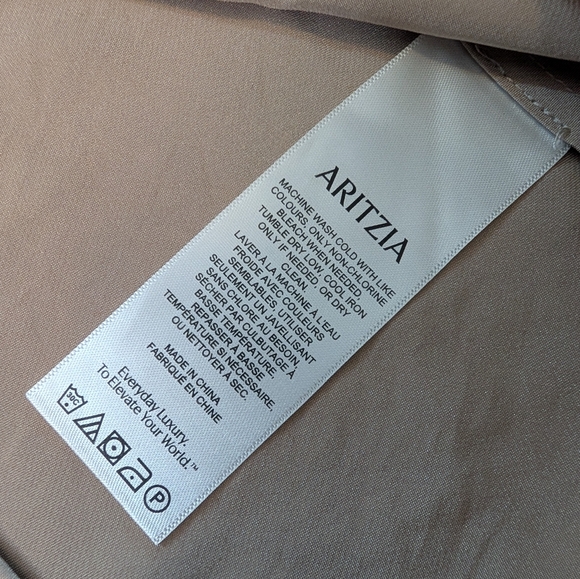 ARITZIA
MACHINE WASH COLD WITH LIKE
COLOURS, ONLY NON-CHLORINE
BLEACH WHEN NEEDED.
TUMBLE DRY LOW, COOL IRON
ONLY IF NEEDED, OR DRY
CLEAN.
LAVER À LA MACHINE À L'EAU
FROIDE AVEC COULEURS
SEMBLABLES, UTILISER
SEULEMENT UN JAVELLISANT
SANS CHLORE AU BESOIN,
SÉCHER PAR CULBUTAGE À
BASSE TEMPÉRATURE,
REPASSER À BASSE
TEMPÉRATURE SI NÉCESSAIRE,
OU NETTOYER À SEC.
MADE IN CHINA
FABRIQUÉ EN CHINE
Everyday Luxury.
To Elevate Your World.™
30C
P